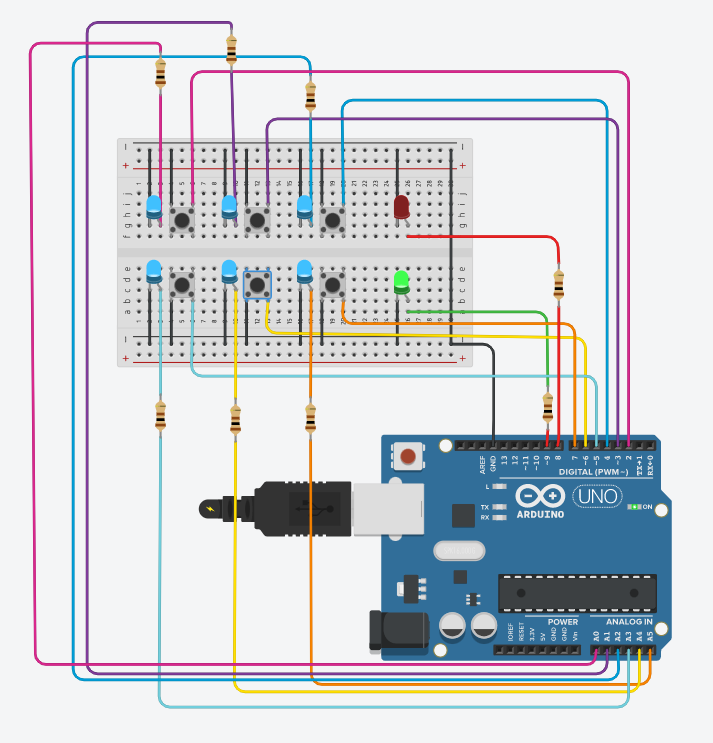 − −
+ +
j j
i i
h h
g g
f f
e e
d d
c c
b b
a a
− −
+ +
AREF
GND
13
12
~11
~10
~9
8
7
~6
~5
4
~3
2
TX→1
RX←0
DIGITAL (PWM~)
L
TX
RX
ARDUINO
UNO
ON
POWER
ANALOG IN
IOREF
RESET
3.3V
5V
GND
GND
Vin
A0
A1
A2
A3
A4
A5